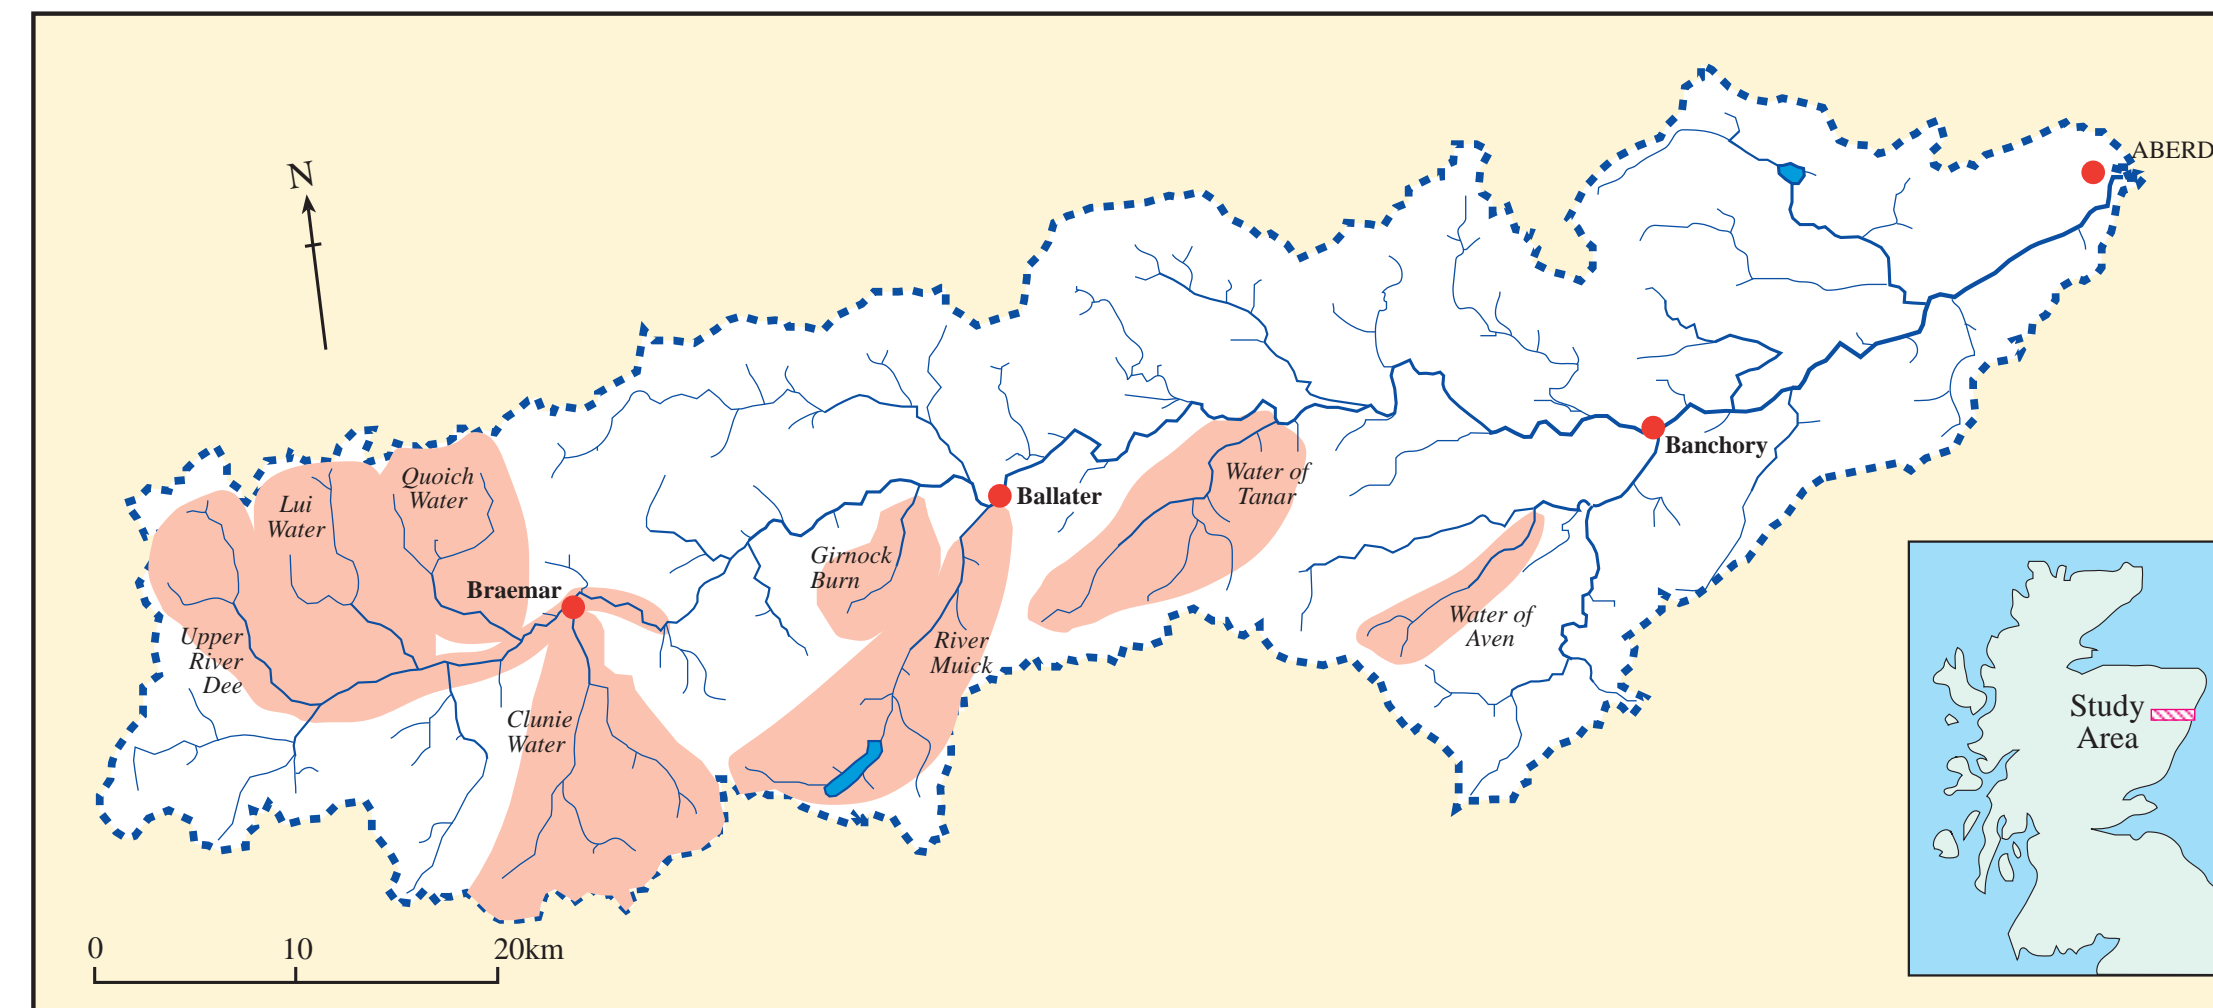 N
ABERD
Quoich
Water
Lui
Water
Water of
Tanar
Banchory
Ballater
Girnock
Burn
Braemar
Water of
Aven
Upper
River
Dee
River
Muick
Clunie
Water
Study
Area
0 10 20km